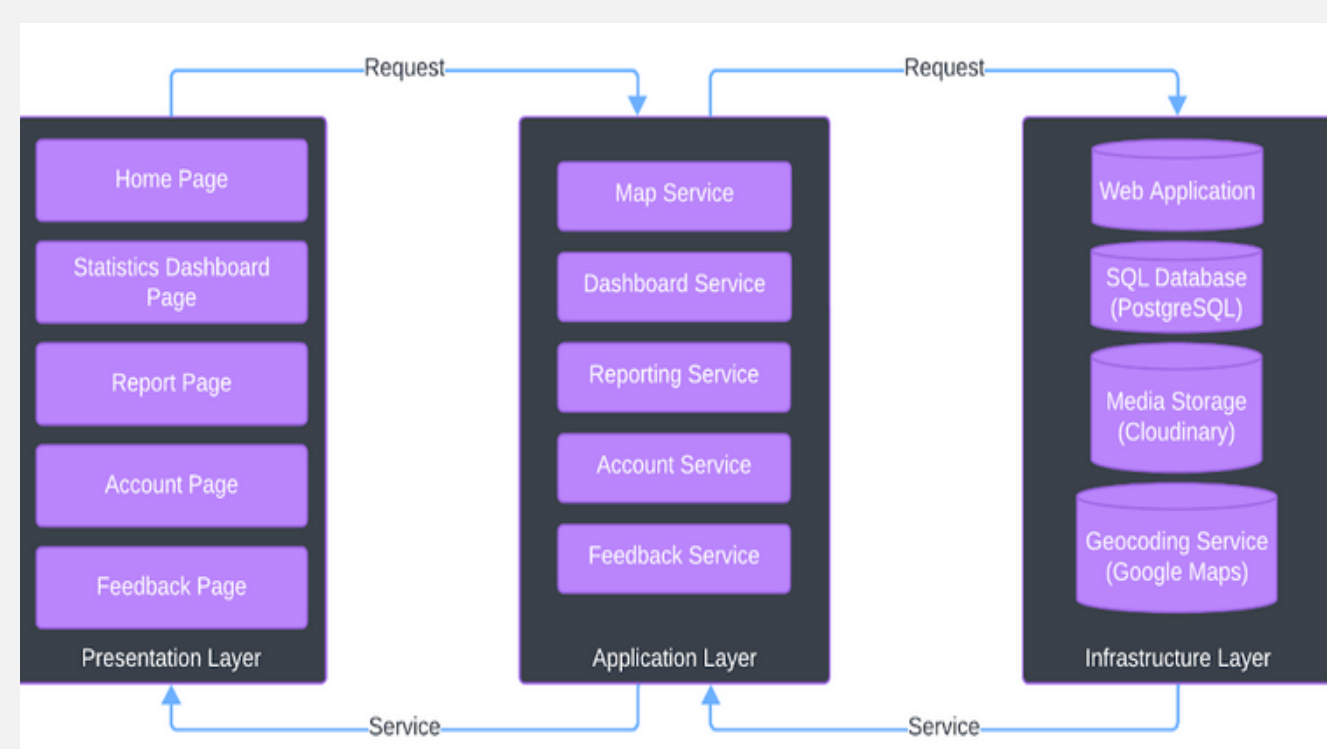 Request
Request
Home Page
Statistics Dashboard
Page
Report Page
Account Page
Feedback Page
Presentation Layer
Map Service
Dashboard Service
Reporting Service
Account Service
Feedback Service
Application Layer
Web Application
SQL Database
(PostgreSQL)
Media Storage
(Cloudinary)
Geocoding Service
(Google Maps)
Infrastructure Layer
Service
Service